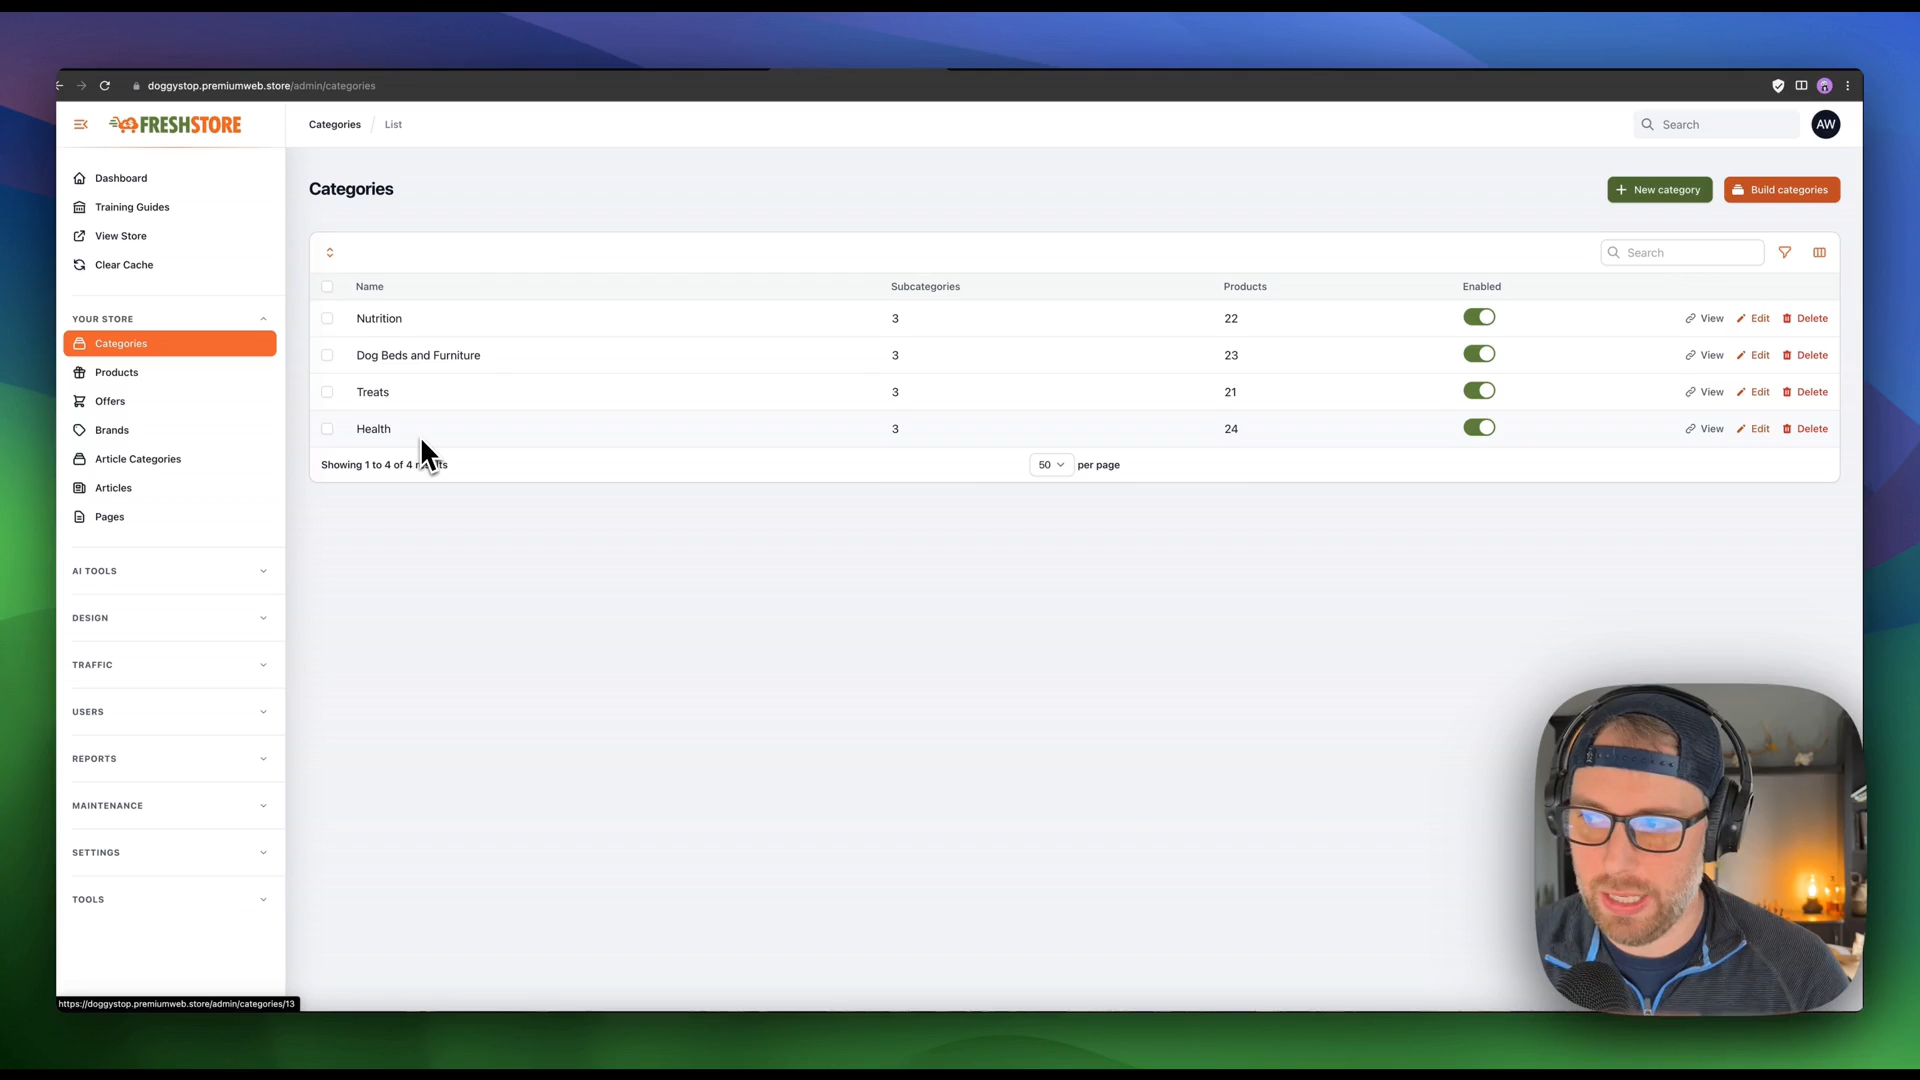 doggystop.premiumweb.store/admin/categories
FRESHSTORE
Categories / List
Search
AW
Dashboard
Training Guides
View Store
Clear Cache
YOUR STORE
Categories
Products
Offers
Brands
Article Categories
Articles
Pages
AI TOOLS
DESIGN
TRAFFIC
USERS
REPORTS
MAINTENANCE
SETTINGS
TOOLS
Categories
New category
Build categories
Search
Name Subcategories Products Enabled
Nutrition 3 22 View Edit Delete
Dog Beds and Furniture 3 23 View Edit Delete
Treats 3 21 View Edit Delete
Health 3 24 View Edit Delete
Showing 1 to 4 of 4
50 per page
https://doggystop.premiumweb.store/admin/categories/13